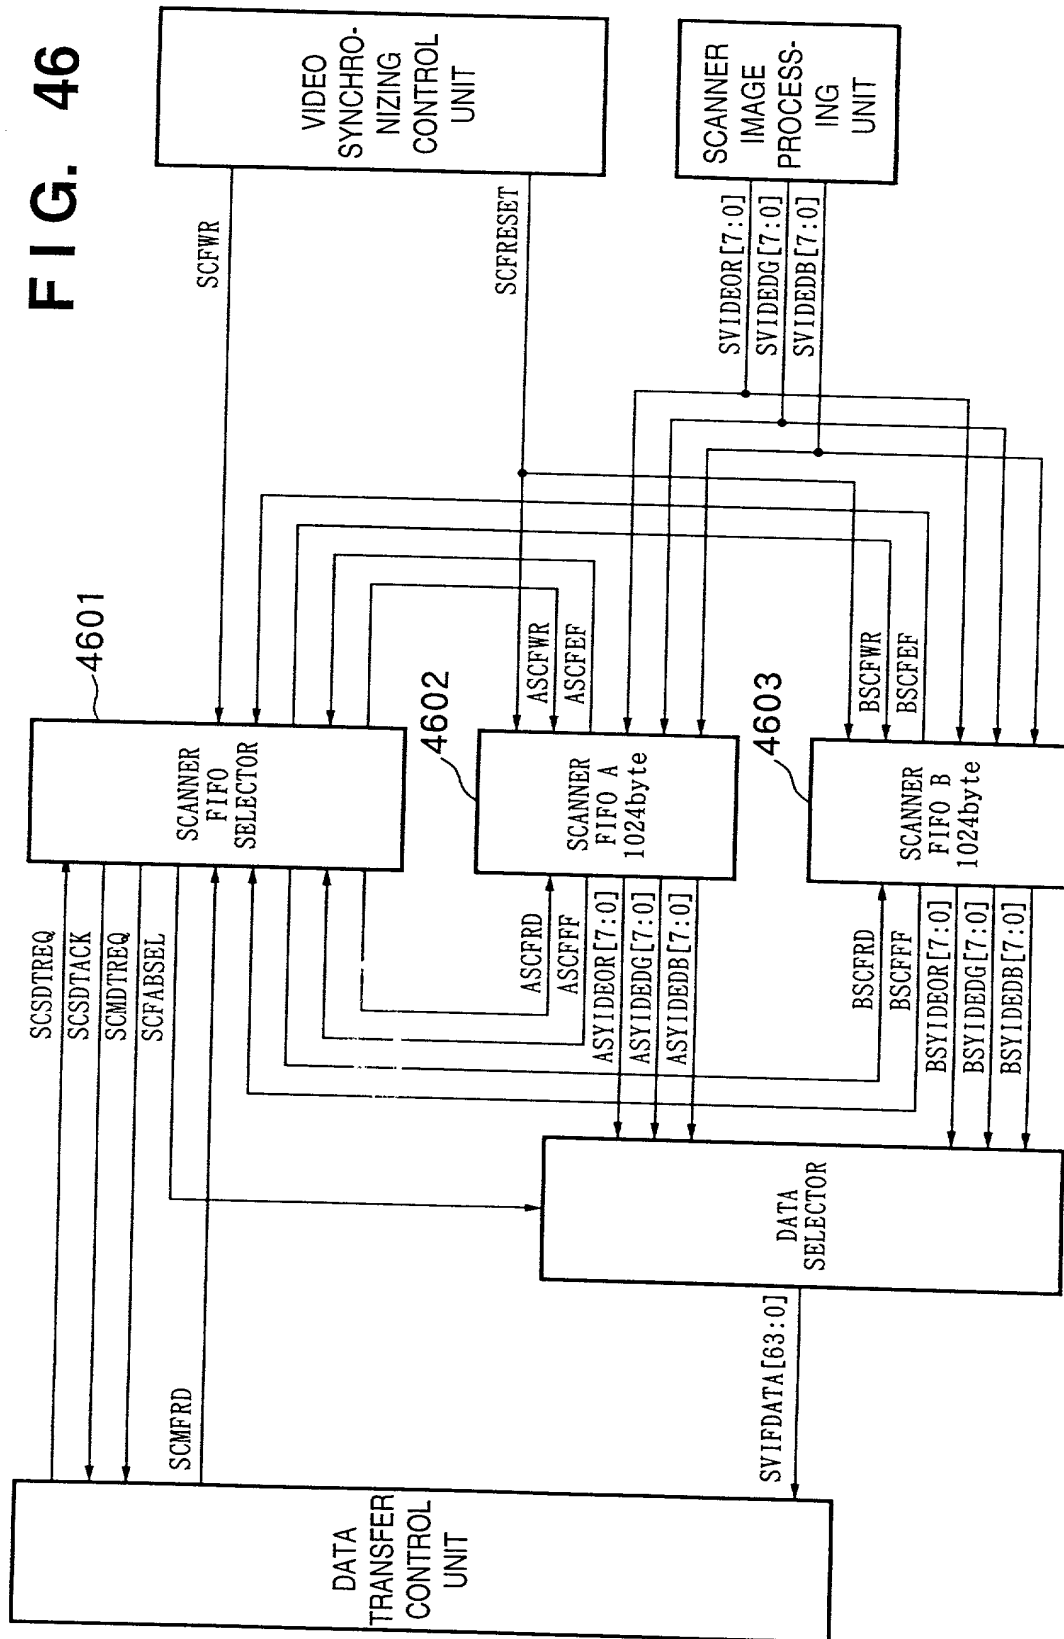 FIG. 46
VIDEO
SYNCHRO-
NIZING
CONTROL
UNIT
SCANNER
IMAGE
PROCESS-
ING
UNIT
SCFWR
SCFRESET
SVIDEOR[7:0]
SVIDEDG[7:0]
SVIDEDB[7:0]
4601
SCANNER
FIFO
SELECTOR
4602
ASCFWR
ASCFEF
SCANNER
FIFO A
1024byte
4603
BSCFWR
BSCFEF
SCANNER
FIFO B
1024byte
SCSDTREQ
SCSDTACK
SCMDTREQ
SCFABSEL
SCMFRD
ASCFRD
ASCFFF
ASYIDEOR[7:0]
ASYIDEDG[7:0]
ASYIDEDB[7:0]
BSCFRD
BSCFFF
BSYIDEOR[7:0]
BSYIDEDG[7:0]
BSYIDEDB[7:0]
DATA
SELECTOR
SVIFDATA[63:0]
DATA
TRANSFER
CONTROL
UNIT